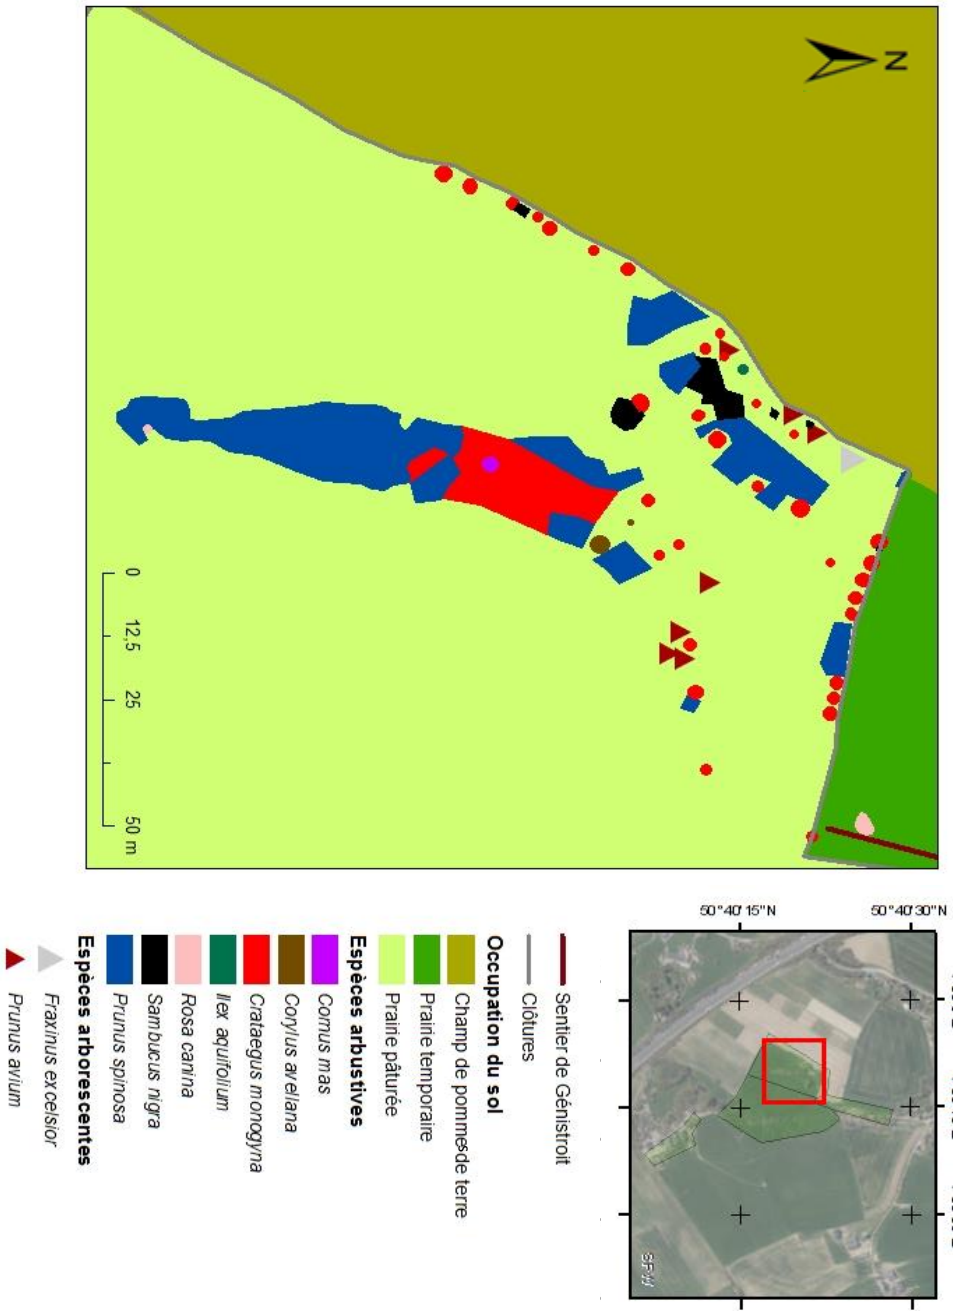 N
0 12,5 25 50 m
50°40'15"N 50°40'30"N
SPW
Sentier de Génistroit
Clôtures
Occupation du sol
Champ de pommes de terre
Prairie temporaire
Prairie pâturée
Espèces arbustives
Cornus mas
Corylus avellana
Crataegus monogyna
Ilex aquifolium
Rosa canina
Sambucus nigra
Prunus spinosa
Espèces arborescentes
Fraxinus excelsior
Prunus avium